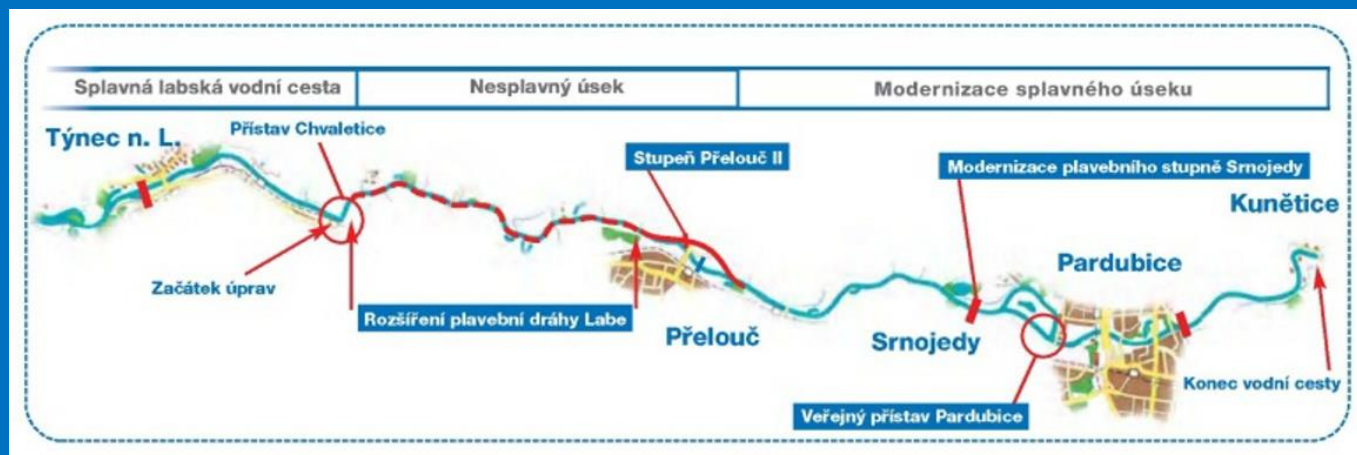 Splavná labská vodní cesta
Nesplavný úsek
Modernizace splavného úseku
Týnec n. L.
Přístav Chvaletice
Stupeň Přelouč II
Modernizace plavebního stupně Srnojedy
Kunětice
Pardubice
Začátek úprav
Rozšíření plavební dráhy Labe
Přelouč
Srnojedy
Konec vodní cesty
Veřejný přístav Pardubice